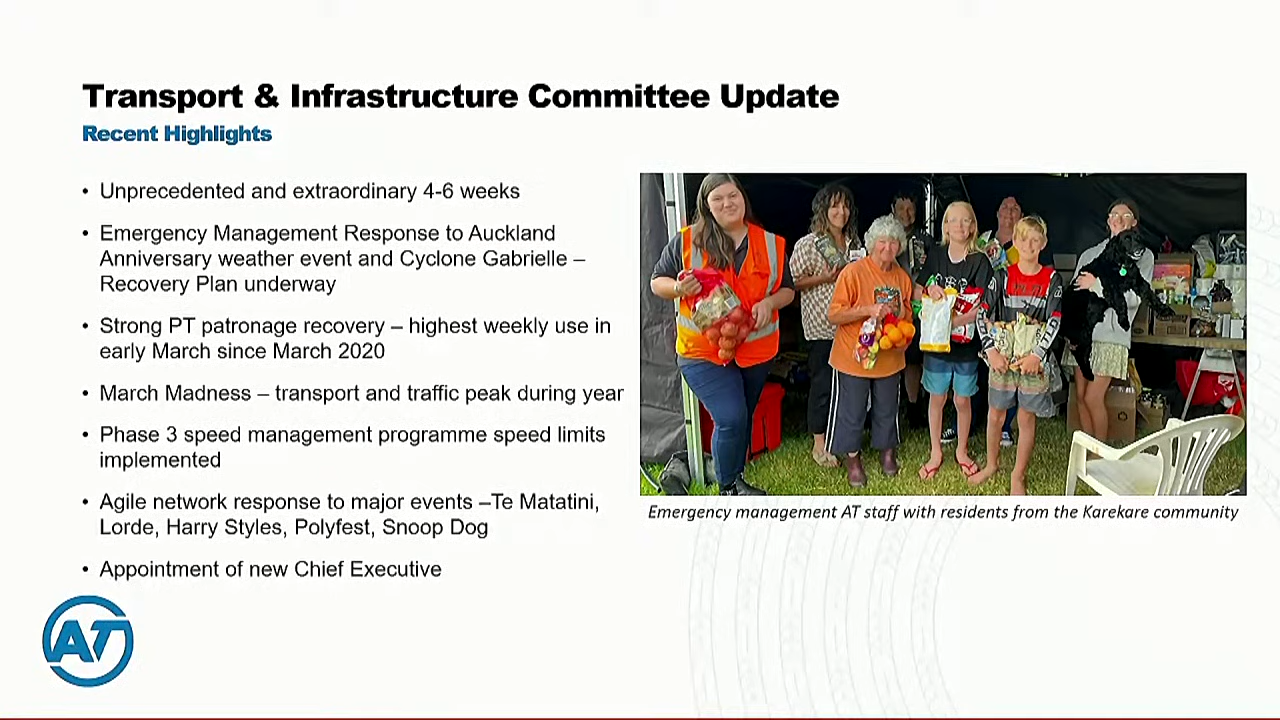 Transport & Infrastructure Committee Update
Recent Highlights
• Unprecedented and extraordinary 4-6 weeks
• Emergency Management Response to Auckland
Anniversary weather event and Cyclone Gabrielle –
Recovery Plan underway
• Strong PT patronage recovery – highest weekly use in
early March since March 2020
• March Madness – transport and traffic peak during year
• Phase 3 speed management programme speed limits
implemented
• Agile network response to major events –Te Matatini,
Lorde, Harry Styles, Polyfest, Snoop Dog
• Appointment of new Chief Executive
Emergency management AT staff with residents from the Karekare community
AT